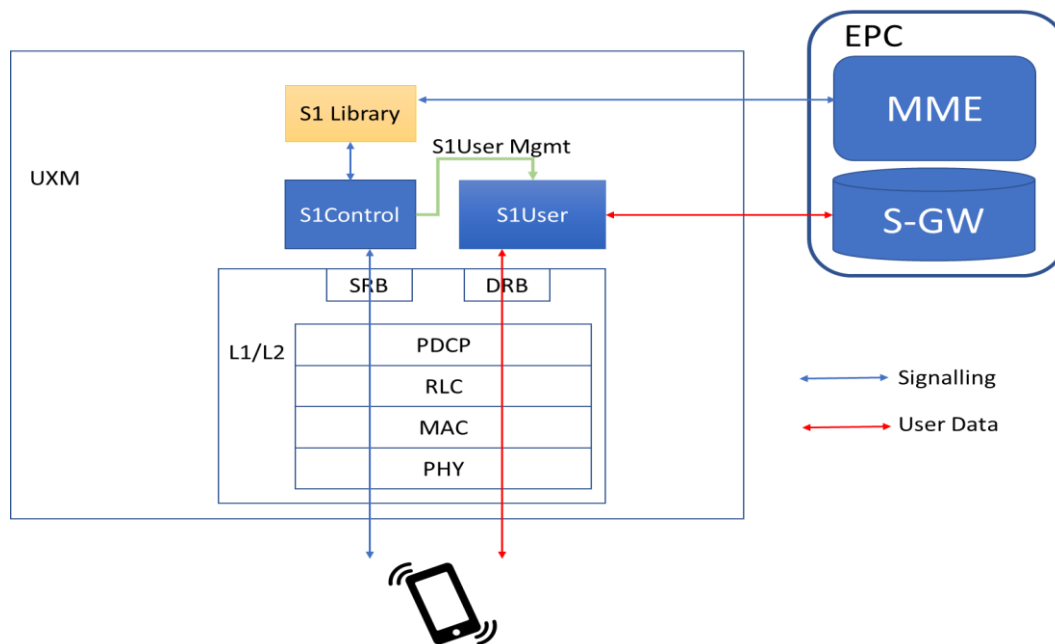 EPC
MME
S-GW
UXM
S1 Library
S1User Mgmt
S1Control
S1User
SRB
DRB
L1/L2
PDCP
RLC
MAC
PHY
Signalling
User Data